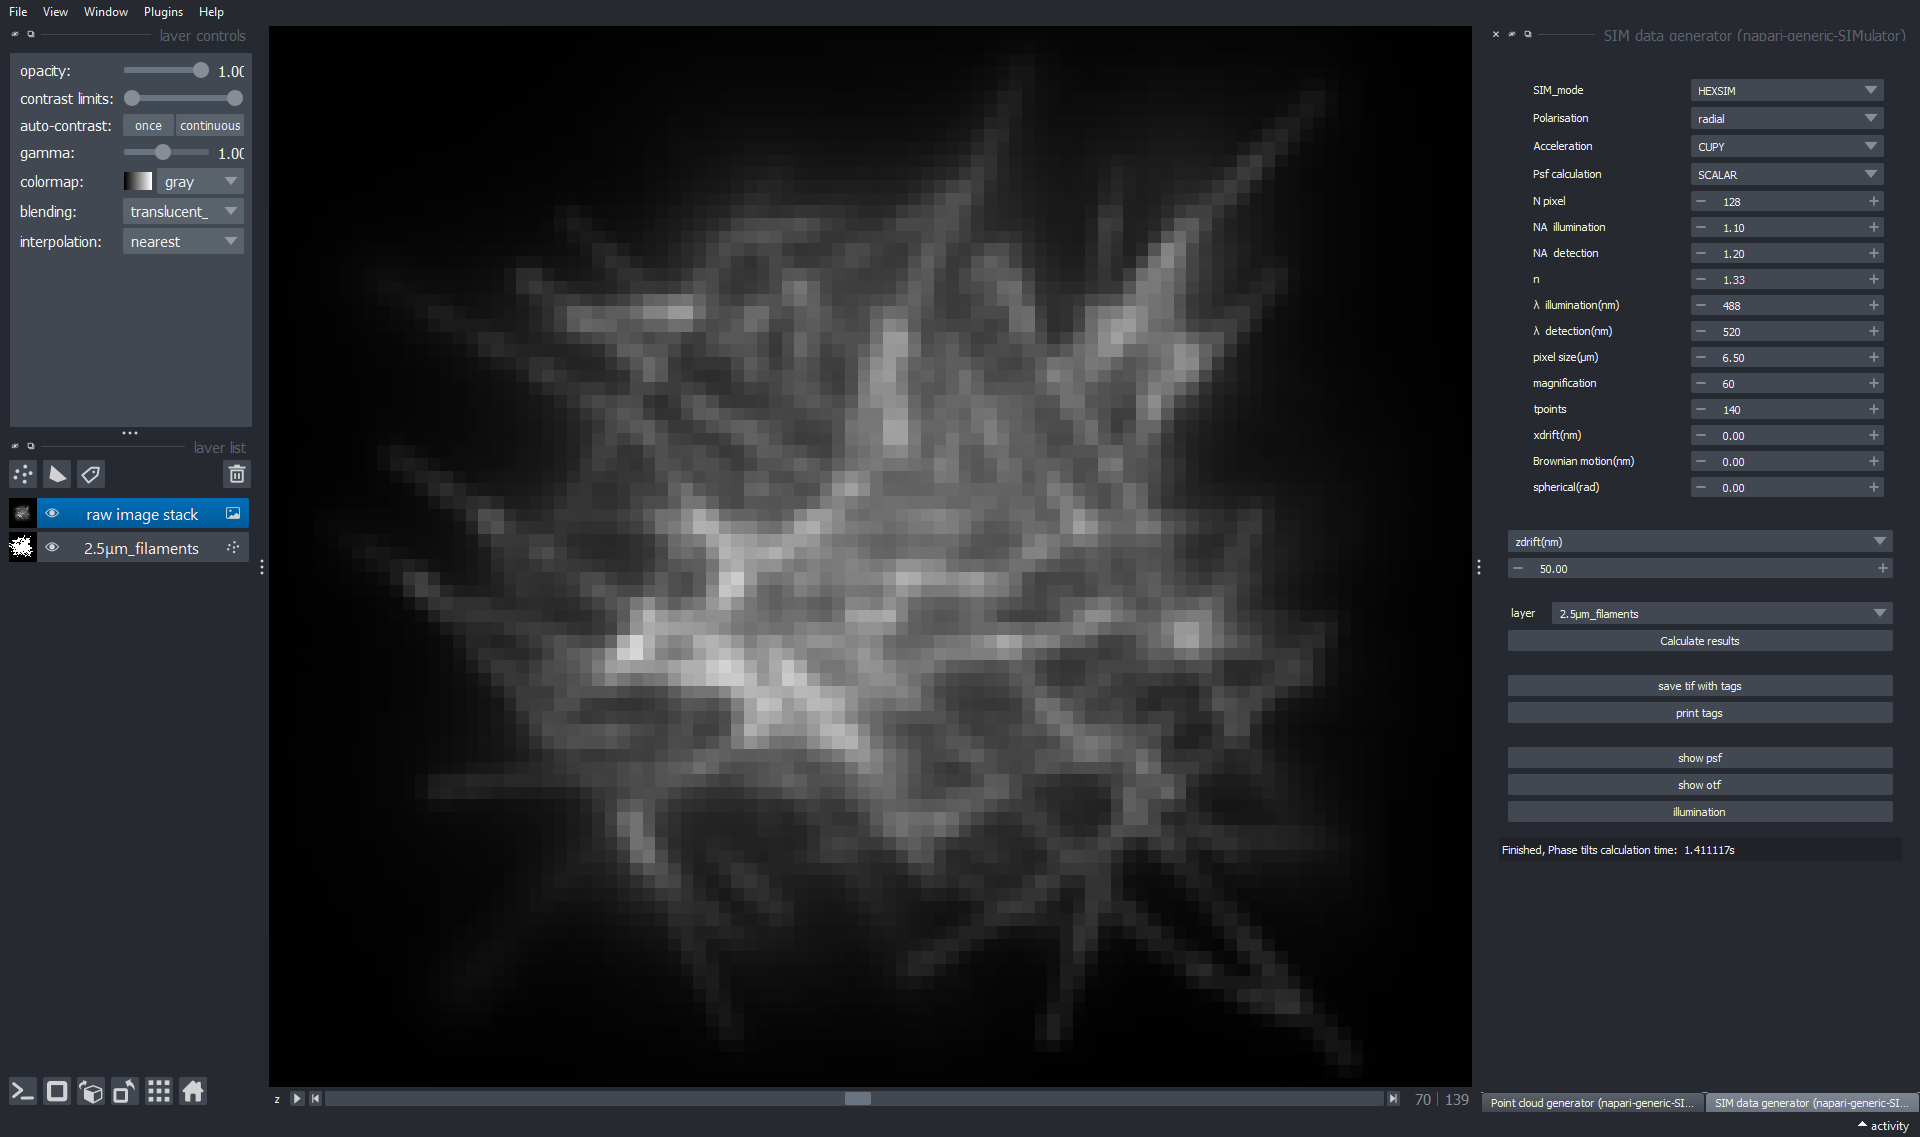 File View Window Plugins Help
layer controls
opacity: 1.00
contrast limits:
auto-contrast: once continuous
gamma: 1.00
colormap: gray
blending: translucent_
interpolation: nearest
layer list
raw image stack
2.5µm_filaments
z 70 139
SIM data generator (napari-generic-SIMulator)
SIM_mode HEXSIM
Polarisation radial
Acceleration CUPY
Psf calculation SCALAR
N pixel 128
NA illumination 1.10
NA detection 1.20
n 1.33
λ illumination(nm) 488
λ detection(nm) 520
pixel size(µm) 6.50
magnification 60
tpoints 140
xdrift(nm) 0.00
Brownian motion(nm) 0.00
spherical(rad) 0.00
zdrift(nm)
50.00
layer 2.5µm_filaments
Calculate results
save tif with tags
print tags
show psf
show otf
illumination
Finished, Phase tilts calculation time: 1.411117s
Point cloud generator (napari-generic-SI... SIM data generator (napari-generic-SI...
activity